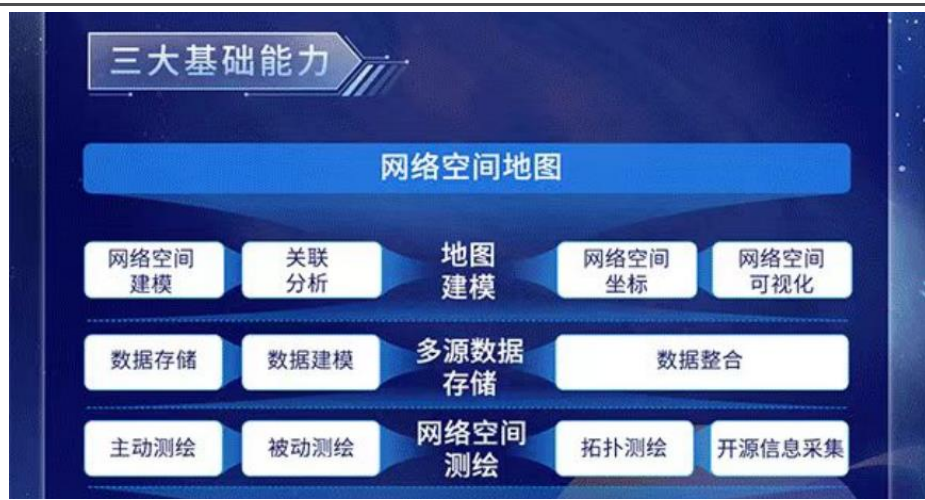 三大基础能力
网络空间地图
网络空间
建模
关联
分析
地图
建模
网络空间
坐标
网络空间
可视化
数据存储
数据建模
多源数据
存储
数据整合
主动测绘
被动测绘
网络空间
测绘
拓扑测绘
开源信息采集